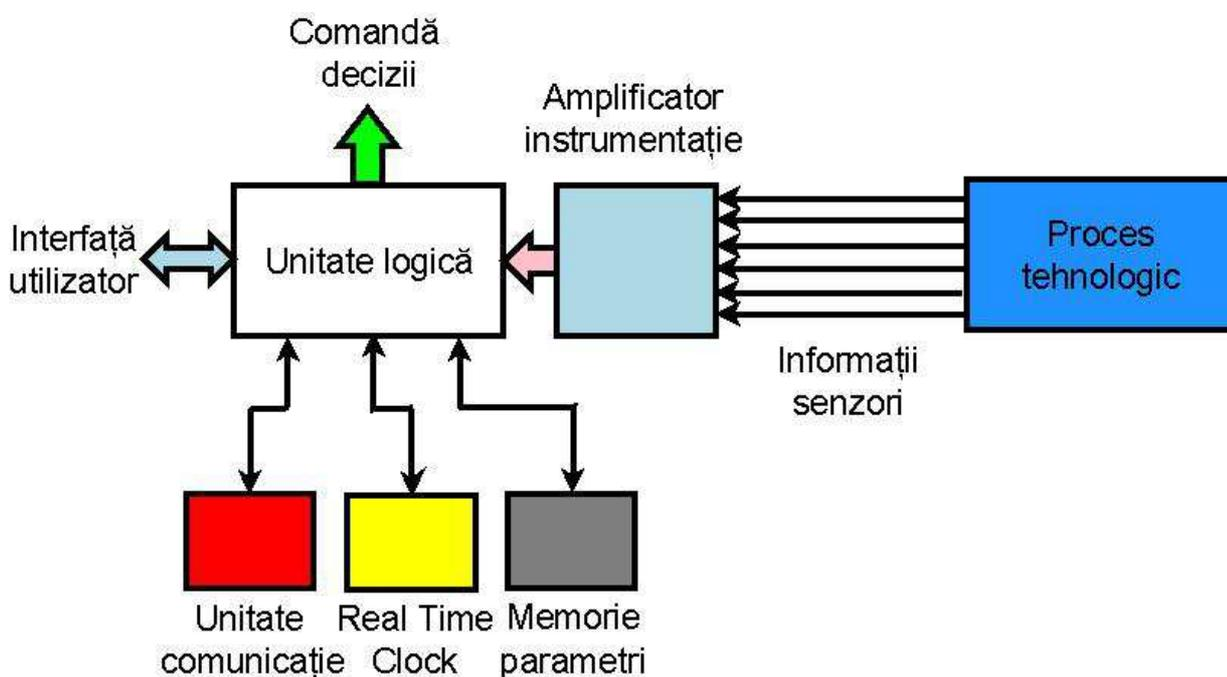 Comandă
decizii
Amplificator
instrumentație
Interfață
utilizator
Unitate logică
Proces
tehnologic
Informații
senzori
Unitate
comunicație
Real Time
Clock
Memorie
parametri